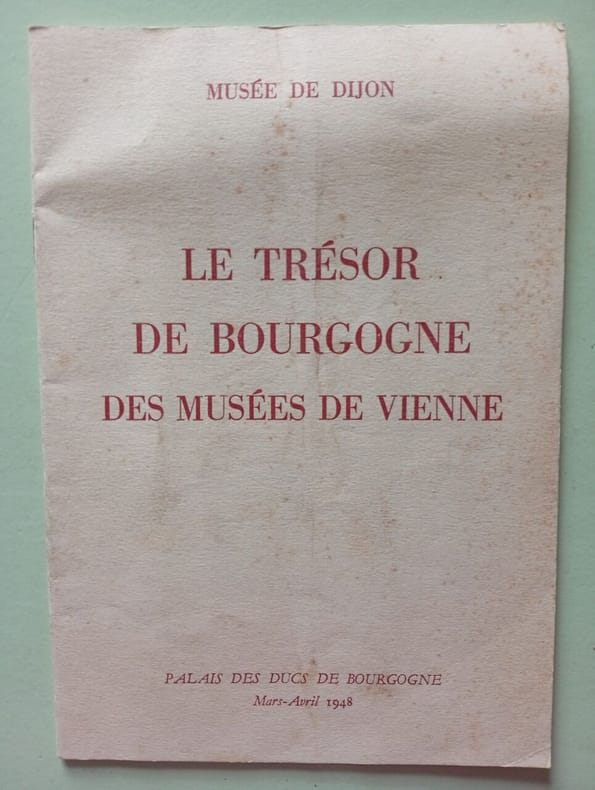 MUSÉE DE DIJON
LE TRÉSOR
DE BOURGOGNE
DES MUSÉES DE VIENNE
PALAIS DES DUCS DE BOURGOGNE
Mars-Avril 1948